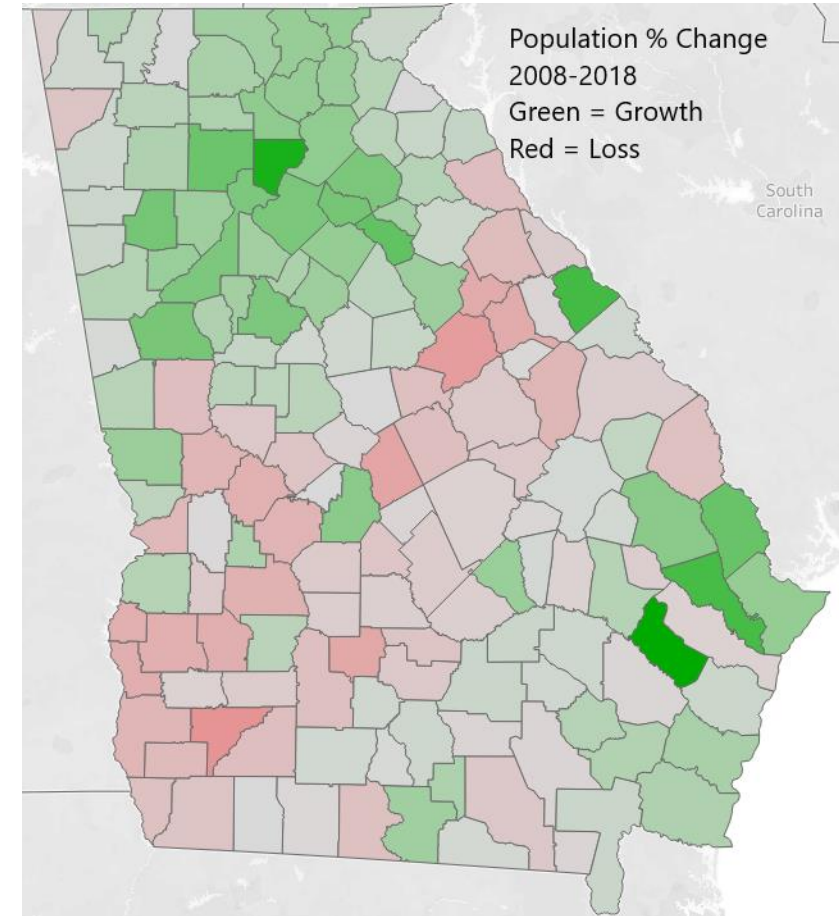 Population % Change
2008-2018
Green = Growth
Red = Loss
South
Carolina